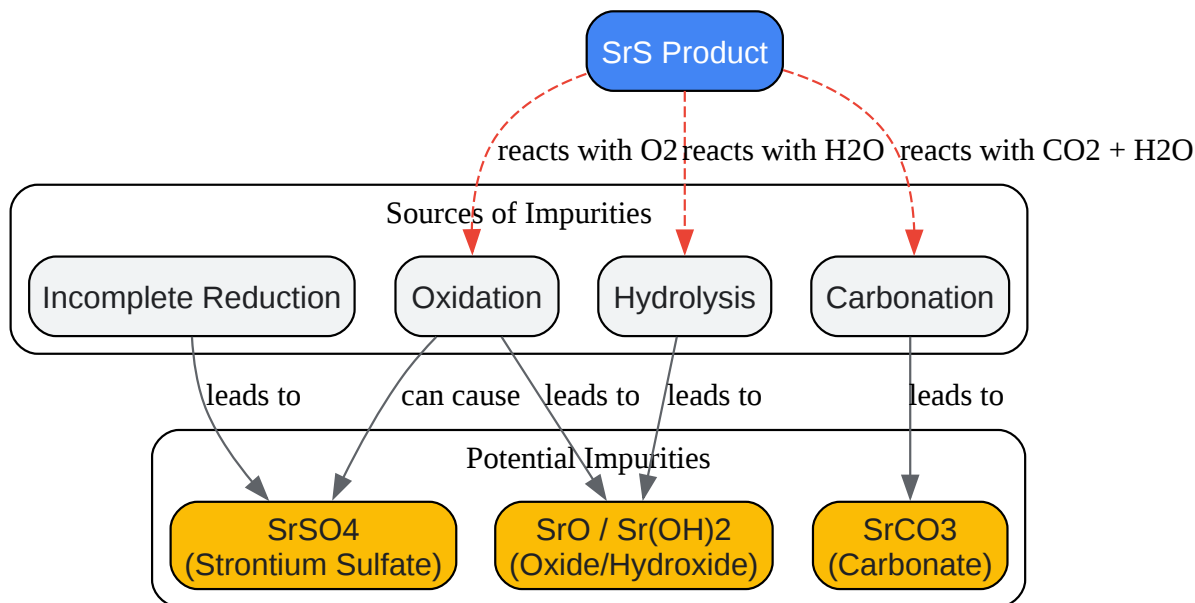 SrS Product
reacts with O2
reacts with H2O
reacts with CO2 + H2O
Sources of Impurities
Incomplete Reduction
Oxidation
Hydrolysis
Carbonation
leads to
can cause
leads to
leads to
leads to
Potential Impurities
SrSO4
(Strontium Sulfate)
SrO / Sr(OH)2
(Oxide/Hydroxide)
SrCO3
(Carbonate)